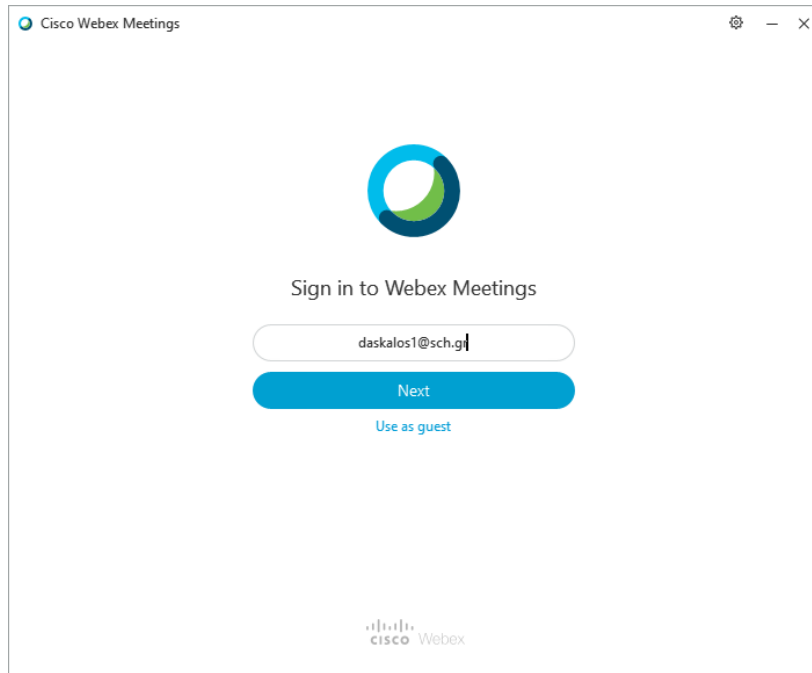 Cisco Webex Meetings
Sign in to Webex Meetings
daskalos1@sch.gr
Next
Use as guest
cisco Webex